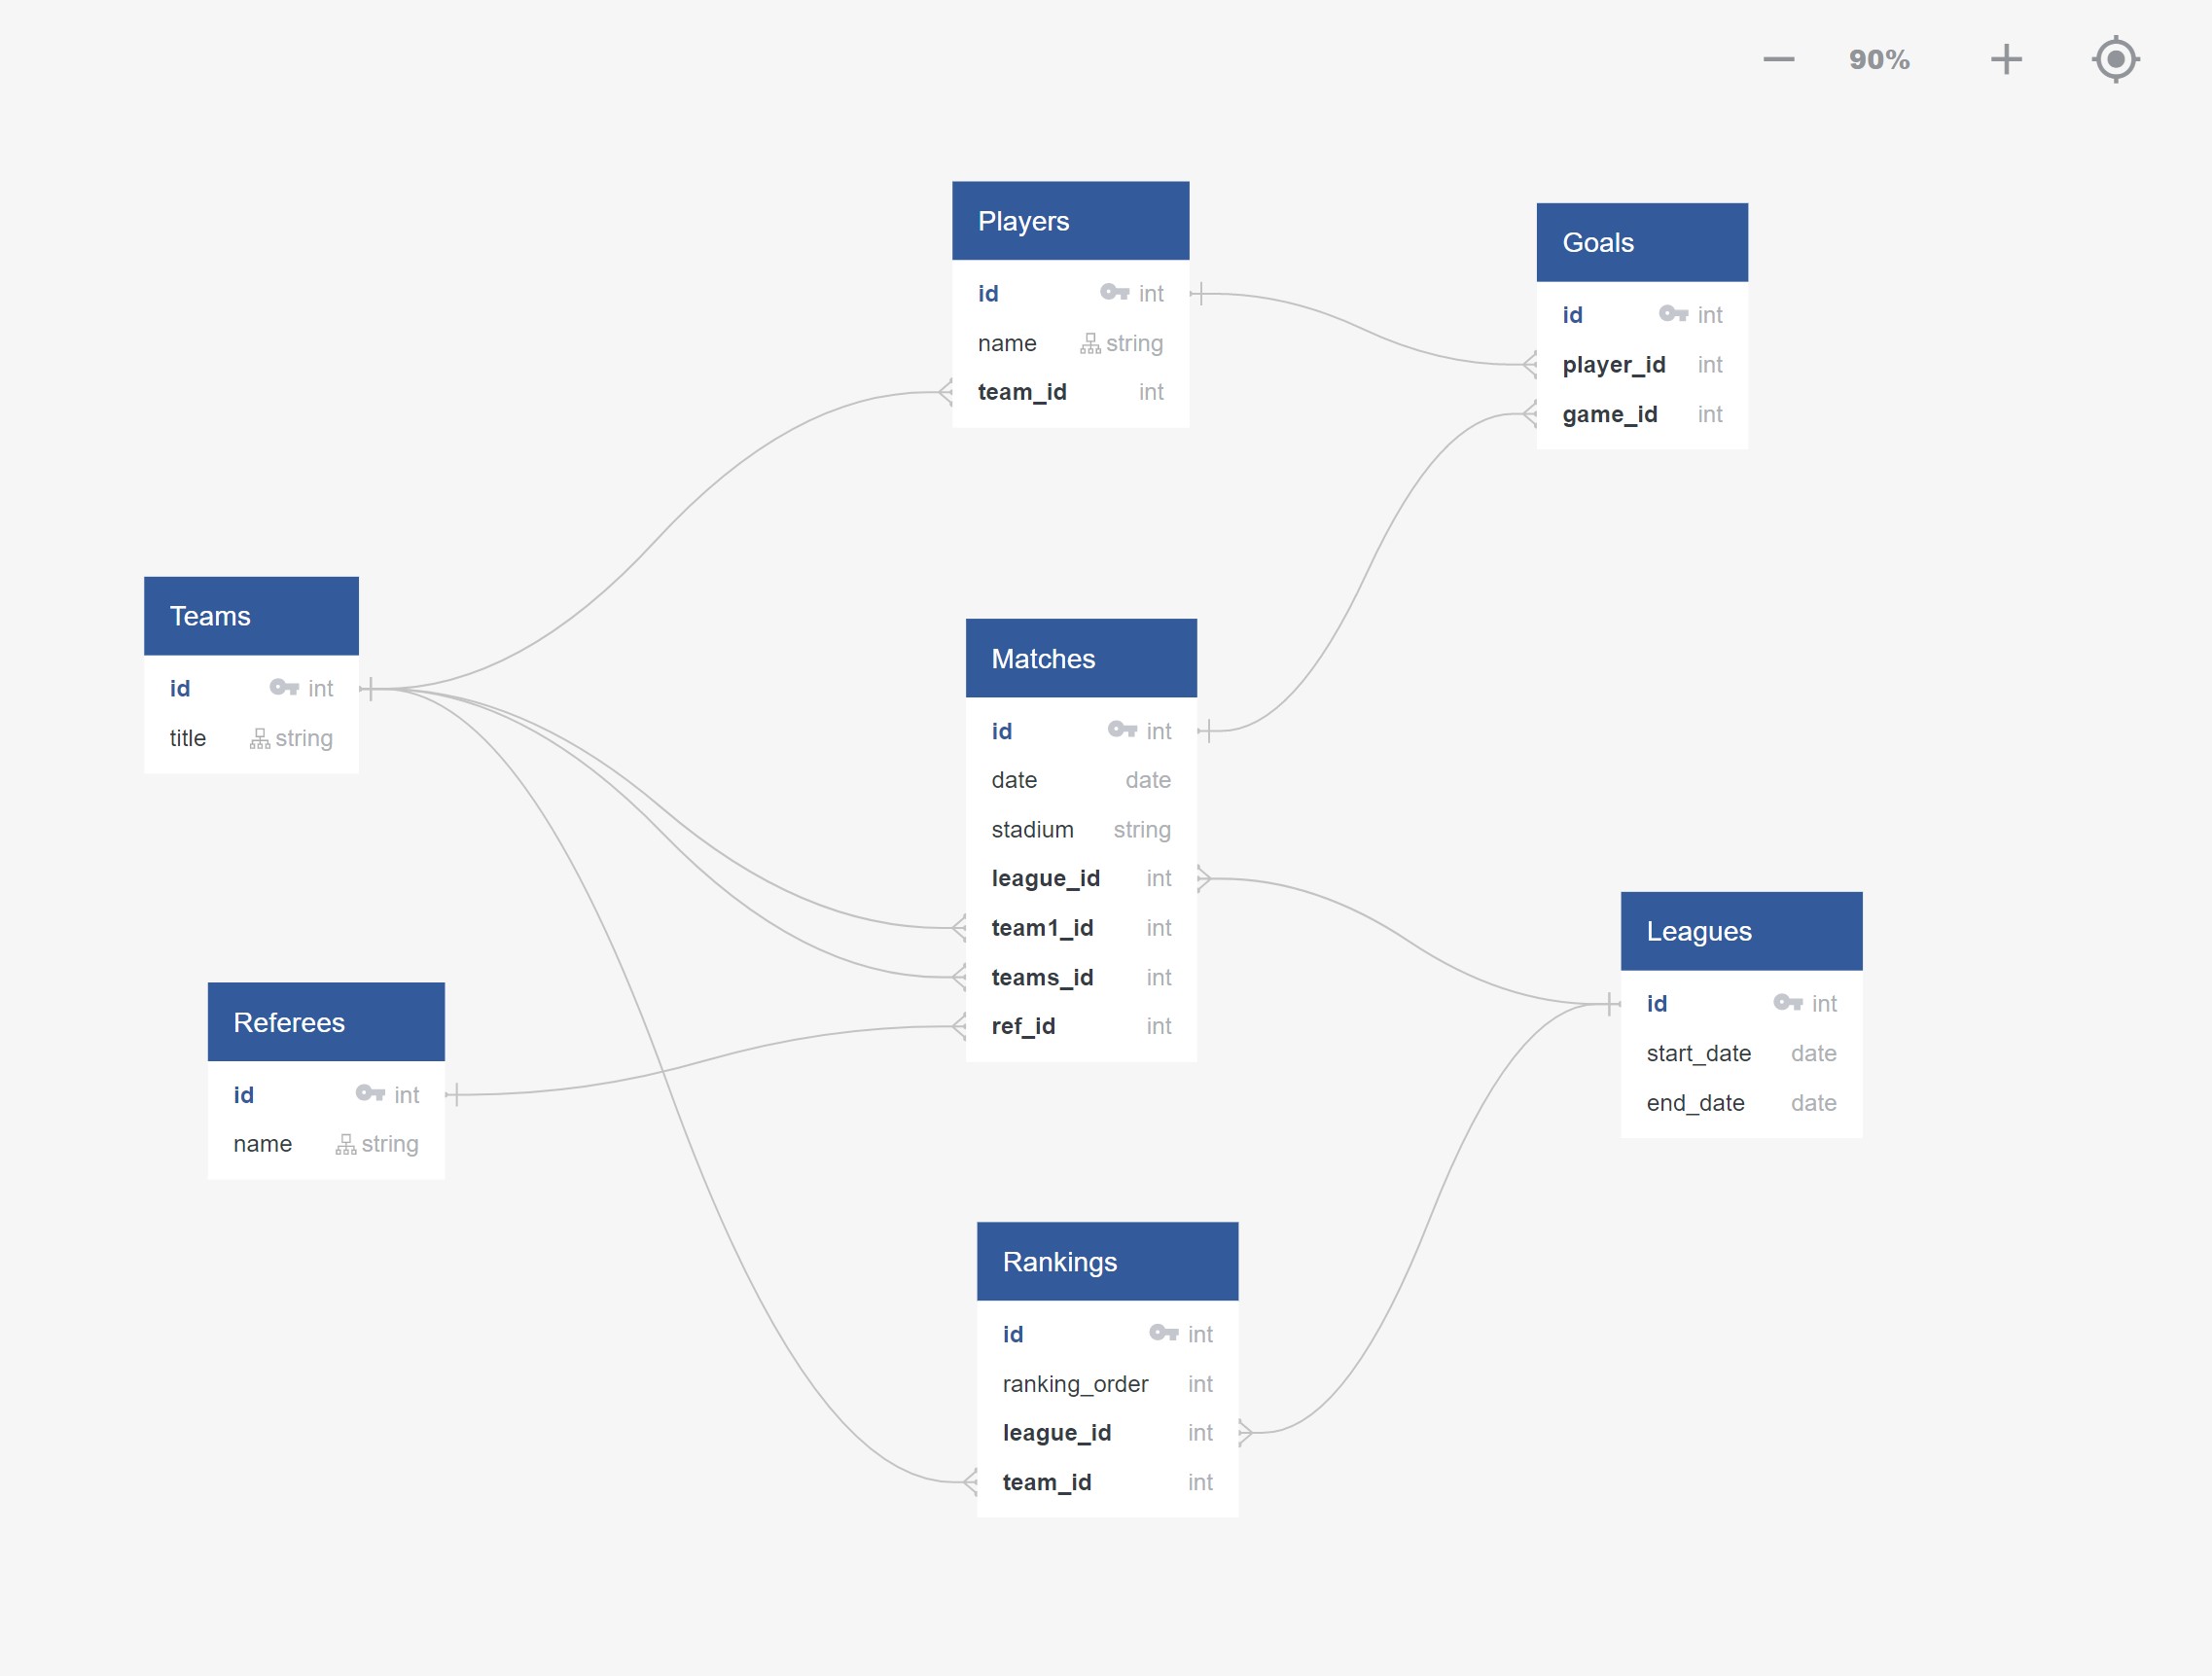 90%
Players
id int
name string
team_id int
Goals
id int
player_id int
game_id int
Teams
id int
title string
Matches
id int
date date
stadium string
league_id int
team1_id int
teams_id int
ref_id int
Leagues
id int
start_date date
end_date date
Referees
id int
name string
Rankings
id int
ranking_order int
league_id int
team_id int